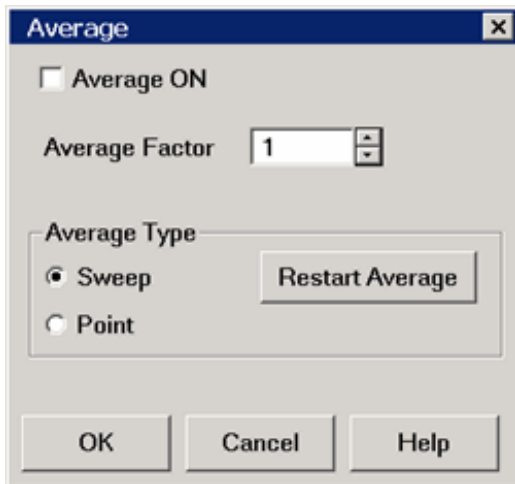 Average
Average ON
Average Factor 1
Average Type
Sweep Restart Average
Point
OK Cancel Help